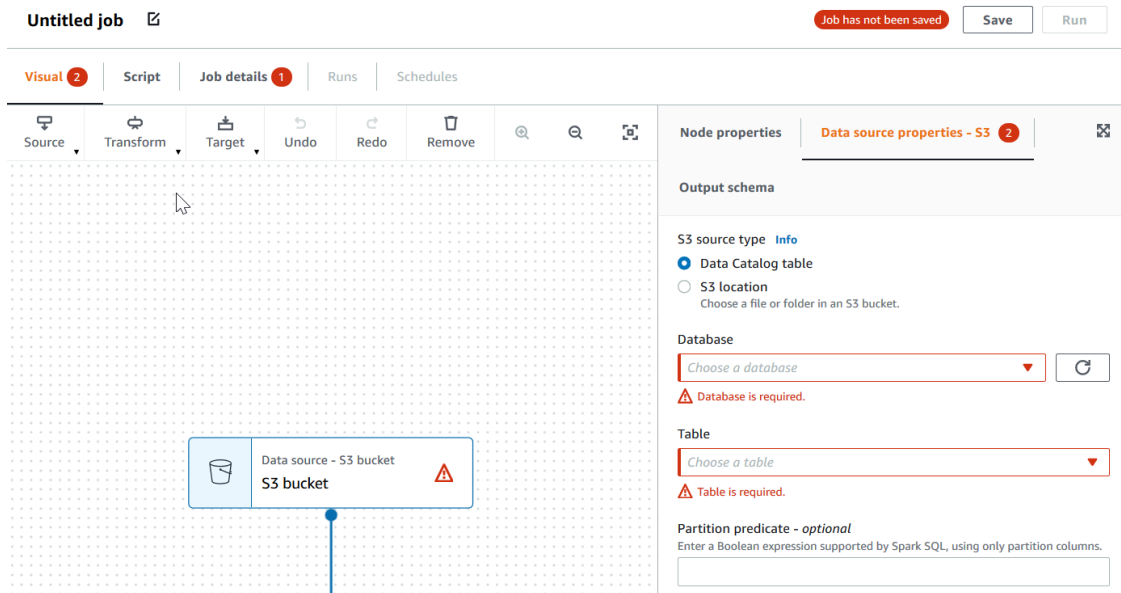 Untitled job
Job has not been saved
Save
Run
Visual 2
Script
Job details 1
Runs
Schedules
Source
Transform
Target
Undo
Redo
Remove
Node properties
Data source properties - S3 2
Output schema
S3 source type Info
Data Catalog table
S3 location
Choose a file or folder in an S3 bucket.
Database
Choose a database
Database is required.
Table
Choose a table
Table is required.
Data source - S3 bucket
S3 bucket
Partition predicate - optional
Enter a Boolean expression supported by Spark SQL, using only partition columns.